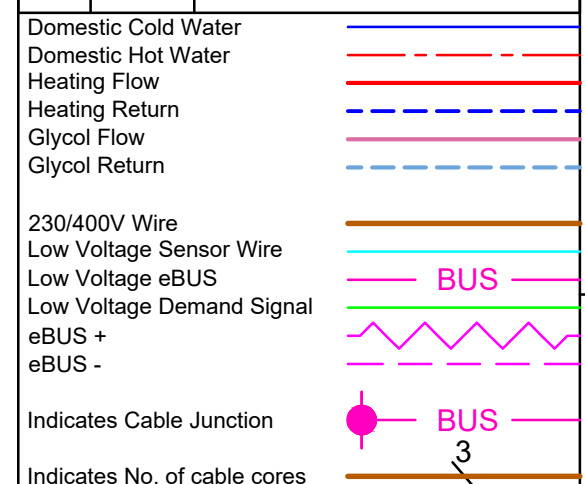 Domestic Cold Water
Domestic Hot Water
Heating Flow
Heating Return
Glycol Flow
Glycol Return
230/400V Wire
Low Voltage Sensor Wire
Low Voltage eBUS BUS
Low Voltage Demand Signal
eBUS +
eBUS -
Indicates Cable Junction BUS
3
Indicates No. of cable cores